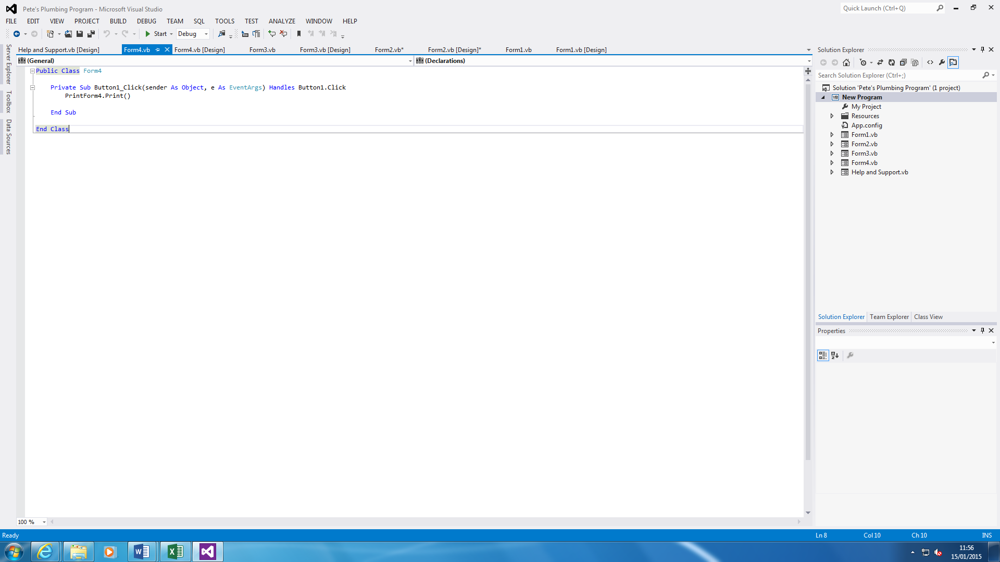 Pete's Plumbing Program - Microsoft Visual Studio
Quick Launch (Ctrl+Q)
FILE EDIT VIEW PROJECT BUILD DEBUG TEAM SQL TOOLS TEST ANALYZE WINDOW HELP
Start Debug
Help and Support.vb [Design] Form4.vb Form4.vb [Design] Form3.vb Form3.vb [Design] Form2.vb* Form2.vb [Design]* Form1.vb Form1.vb [Design]
(General) (Declarations)
Server Explorer
Toolbox
Data Sources
Public Class Form4
Private Sub Button1_Click(sender As Object, e As EventArgs) Handles Button1.Click
PrintForm4.Print()
End Sub
End Class
100 %
Solution Explorer
Search Solution Explorer (Ctrl+;)
Solution 'Pete's Plumbing Program' (1 project)
VB New Program
My Project
Resources
App.config
Form1.vb
Form2.vb
Form3.vb
Form4.vb
Help and Support.vb
Solution Explorer Team Explorer Class View
Properties
Ready Ln 8 Col 10 Ch 10 INS
11:56
15/01/2015